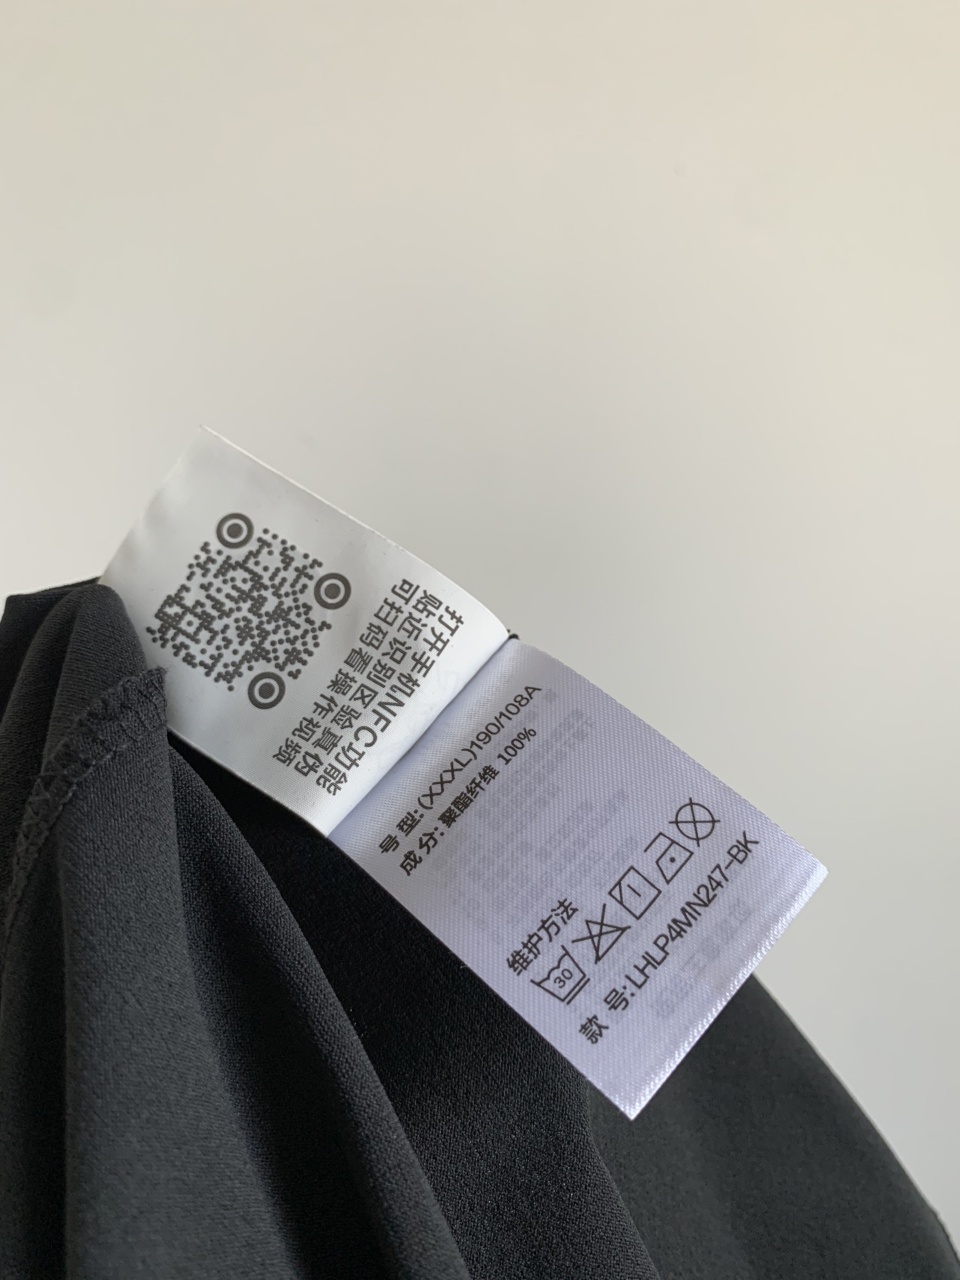 打开手机NFC功能
贴近识别区验真伪
可扫码看操作视频
号型:(XXXL)190/108A
成分: 聚酯纤维 100%
维护方法
30
款 号: LHLP4MN247-BK